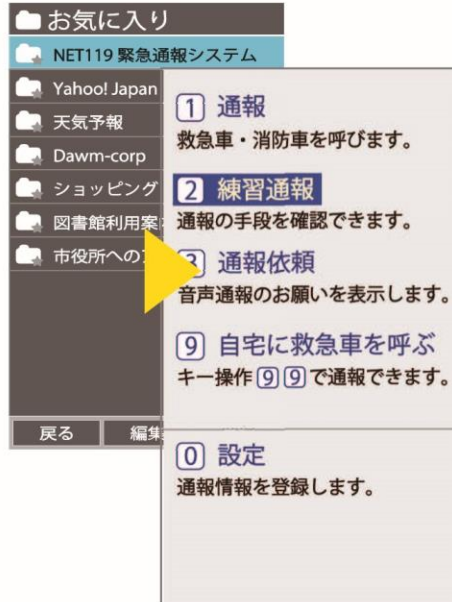 お気に入り
NET119 緊急通報システム
Yahoo! Japan
天気予報
Dawm-corp
ショッピング
図書館利用案
市役所への
戻る
編集
1 通報
救急車・消防車を呼びます。
2 練習通報
通報の手段を確認できます。
3 通報依頼
音声通報のお願いを表示します。
9 自宅に救急車を呼ぶ
キー操作 9 9 で通報できます。
0 設定
通報情報を登録します。